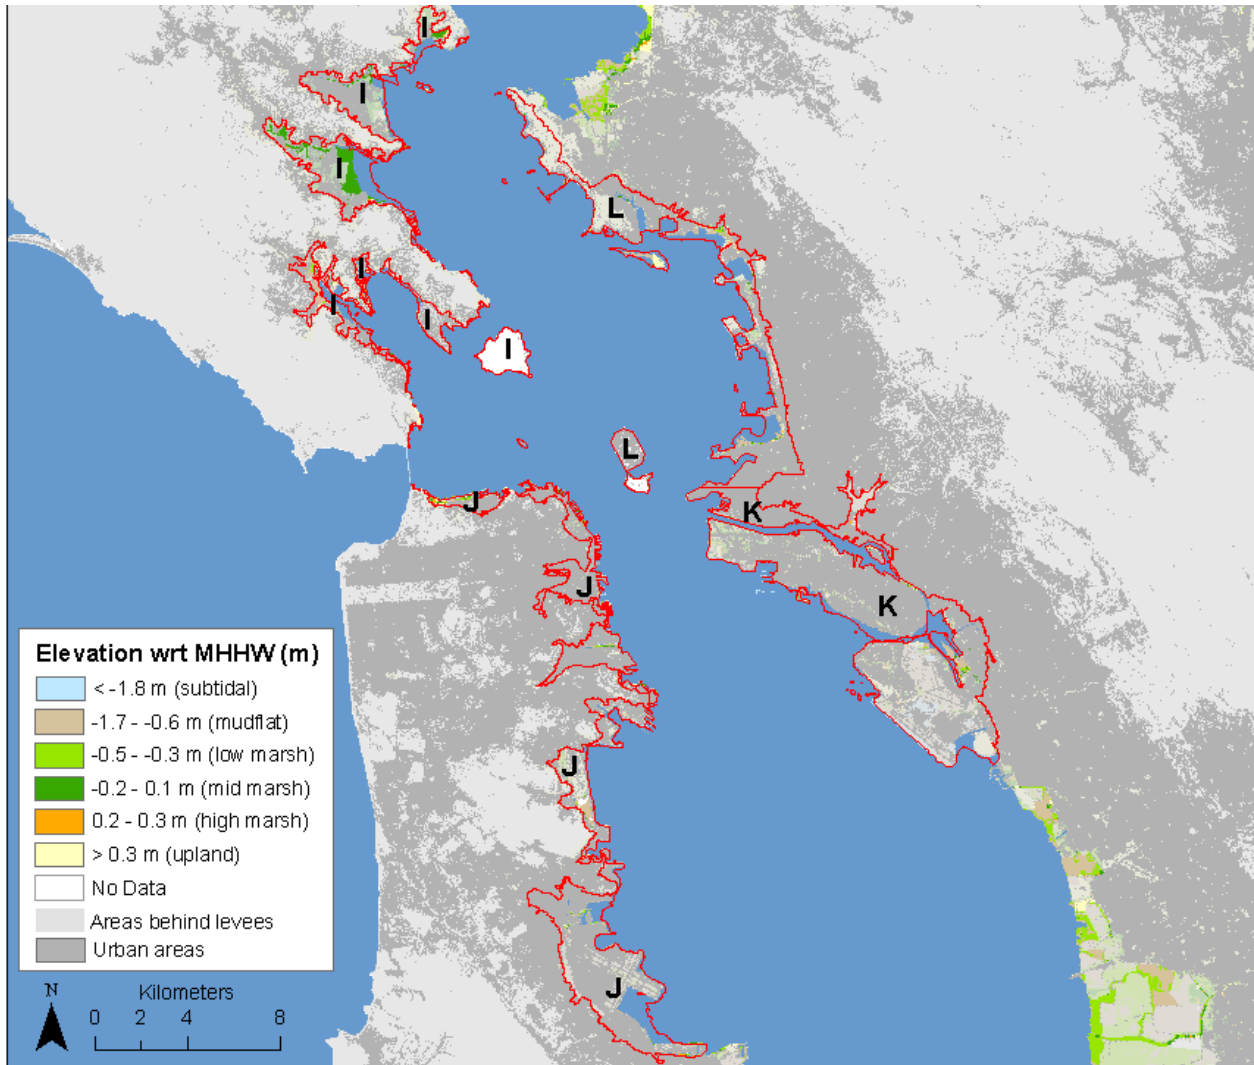 I
I
I
L
I
I
I
I
L
J
K
J
K
J
J
Elevation wrt MHHW (m)
< -1.8 m (subtidal)
-1.7 - -0.6 m (mudflat)
-0.5 - -0.3 m (low marsh)
-0.2 - 0.1 m (mid marsh)
0.2 - 0.3 m (high marsh)
> 0.3 m (upland)
No Data
Areas behind levees
Urban areas
N
Kilometers
0 2 4 8